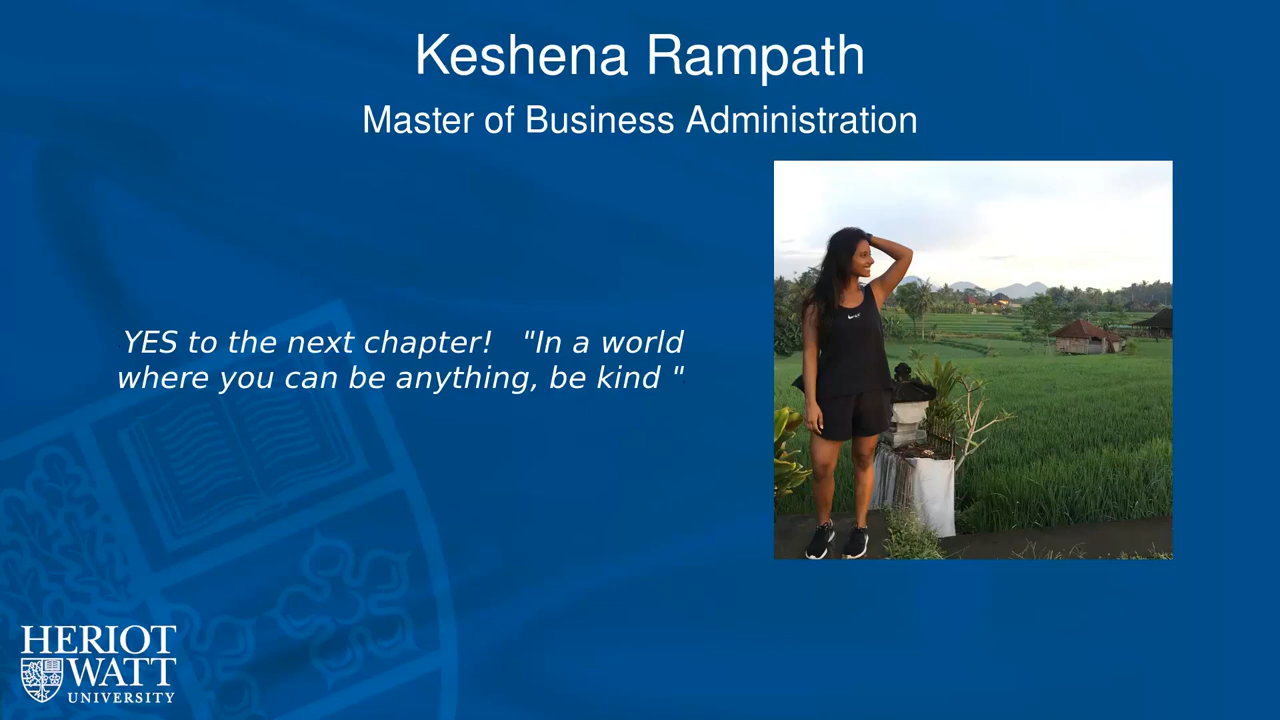 Keshena Rampath
Master of Business Administration
YES to the next chapter!   "In a world
where you can be anything, be kind "
HERIOT
WATT
UNIVERSITY